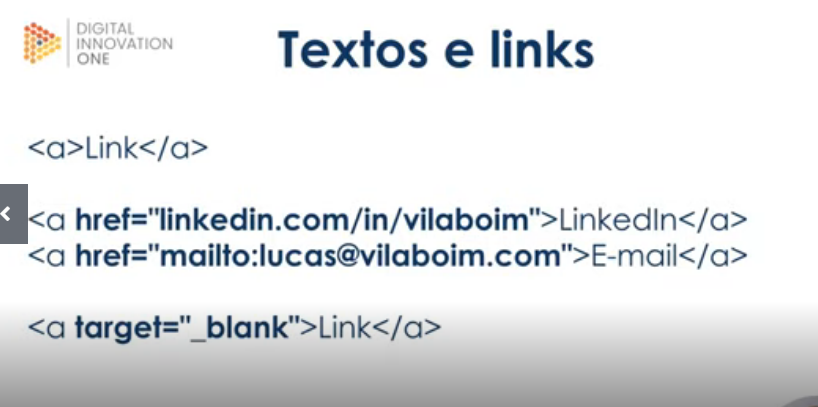 DIGITAL
INNOVATION
ONE
Textos e links
<a>Link</a>
<a href="linkedin.com/in/vilaboim">LinkedIn</a>
<a href="mailto:lucas@vilaboim.com">E-mail</a>
<a target="_blank">Link</a>